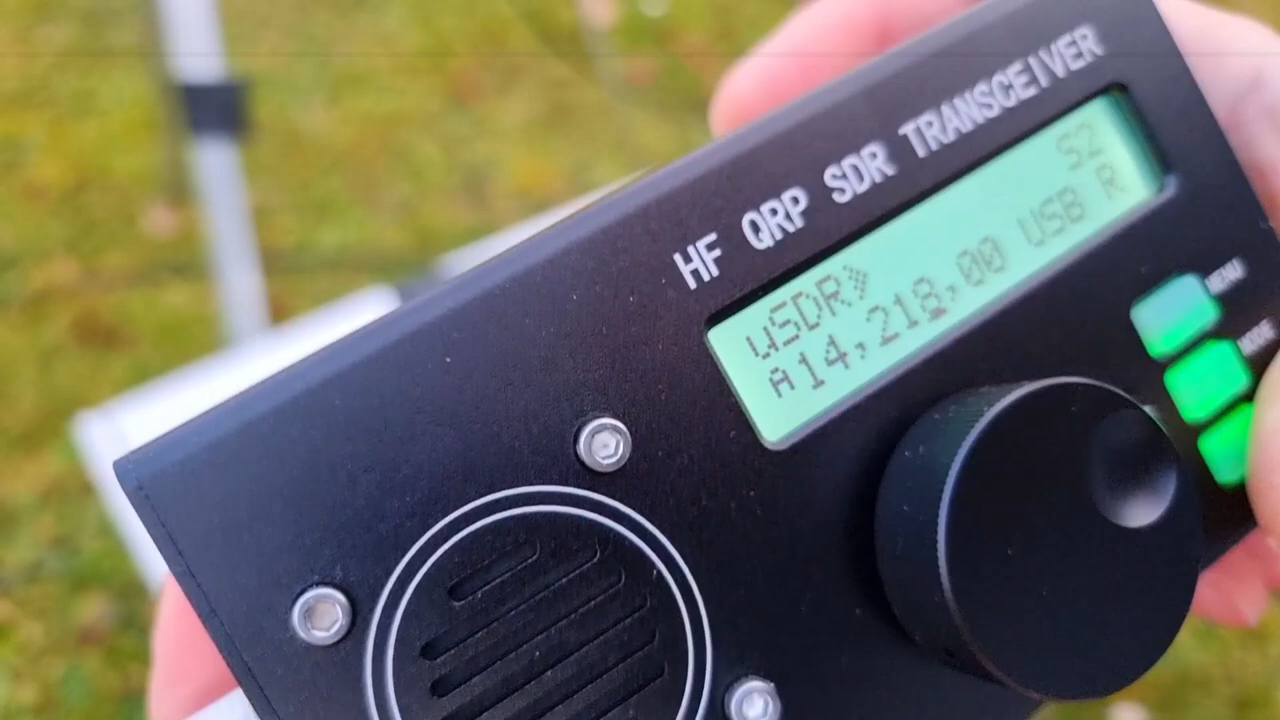 HF QRP SDR TRANSCEIVER
uSDR》 S2
A14,218,00 USB R
MENU
MODE